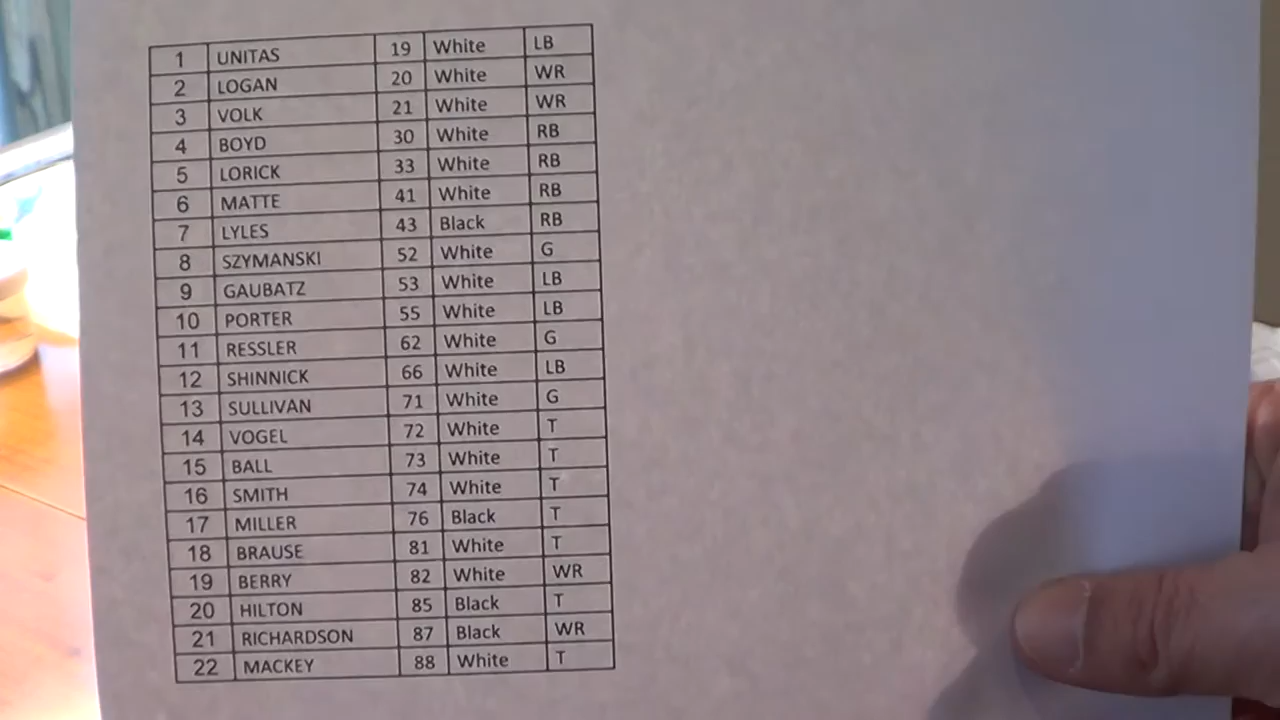 1 UNITAS 19 White LB
2 LOGAN 20 White WR
3 VOLK 21 White WR
4 BOYD 30 White RB
5 LORICK 33 White RB
6 MATTE 41 White RB
7 LYLES 43 Black RB
8 SZYMANSKI 52 White G
9 GAUBATZ 53 White LB
10 PORTER 55 White LB
11 RESSLER 62 White G
12 SHINNICK 66 White LB
13 SULLIVAN 71 White G
14 VOGEL 72 White T
15 BALL 73 White T
16 SMITH 74 White T
17 MILLER 76 Black T
18 BRAUSE 81 White T
19 BERRY 82 White WR
20 HILTON 85 Black T
21 RICHARDSON 87 Black WR
22 MACKEY 88 White T